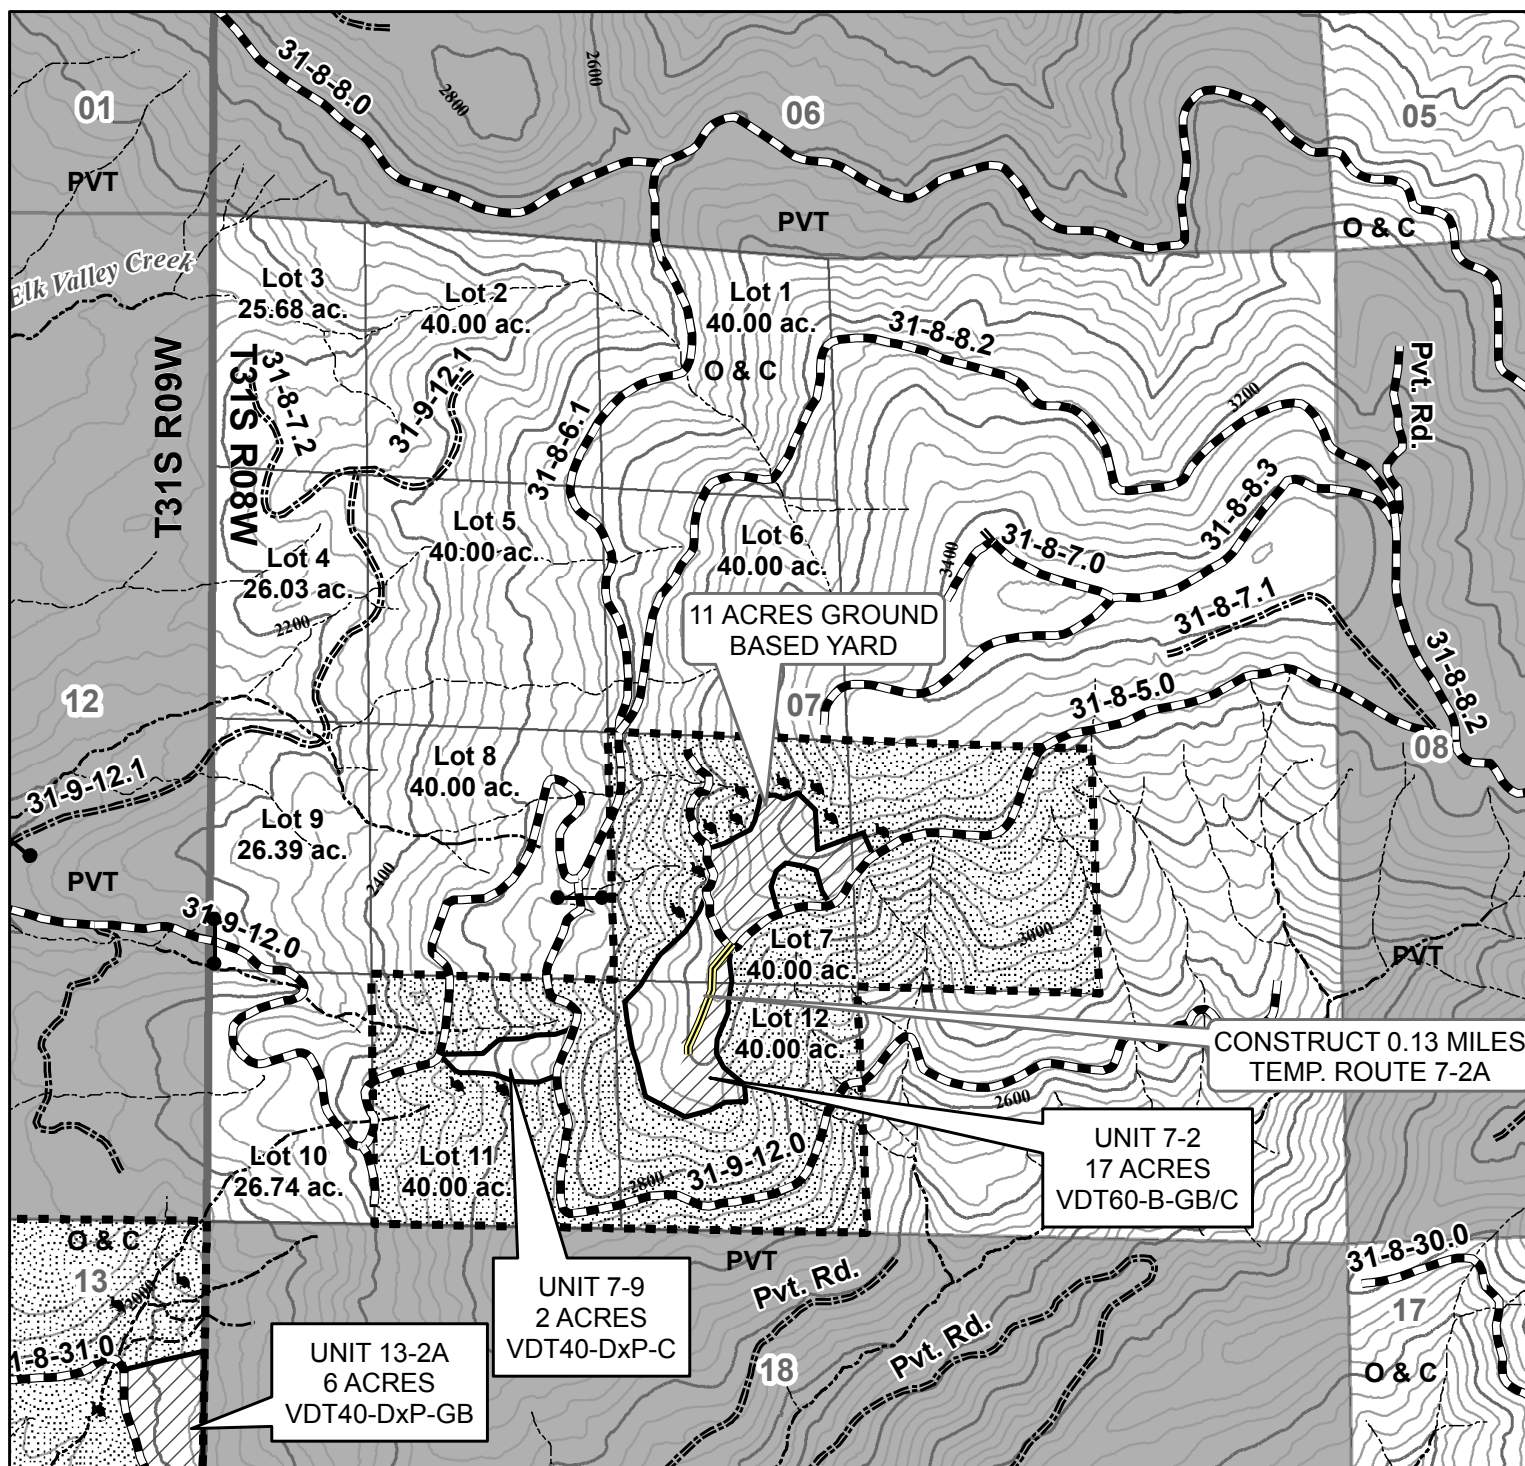 31-8-8.0
2800
2600
01
06
05
PVT
PVT
O & C
Elk Valley Creek
Lot 3
25.68 ac.
Lot 2
40.00 ac.
Lot 1
40.00 ac.
O & C
31-8-8.2
T31S R09W
T31S R08W
31-8-7.2
31-9-12.1
31-8-6.1
3200
Pvt. Rd.
Lot 5
40.00 ac.
Lot 6
40.00 ac.
Lot 4
26.03 ac.
2200
3400
31-8-7.0
31-8-8.3
31-8-7.1
11 ACRES GROUND
BASED YARD
12
07
31-8-5.0
31-8-8.2
08
31-9-12.1
Lot 8
40.00 ac.
Lot 9
26.39 ac.
2400
PVT
31-9-12.0
Lot 7
40.00 ac.
3000
PVT
Lot 12
40.00 ac.
CONSTRUCT 0.13 MILES
TEMP. ROUTE 7-2A
2600
UNIT 7-2
17 ACRES
VDT60-B-GB/C
Lot 10
26.74 ac.
Lot 11
40.00 ac.
2800
31-9-12.0
O & C
13
2000
1-8-31.0
UNIT 13-2A
6 ACRES
VDT40-DxP-GB
UNIT 7-9
2 ACRES
VDT40-DxP-C
PVT
Pvt. Rd.
Pvt. Rd.
18
31-8-30.0
17
O & C